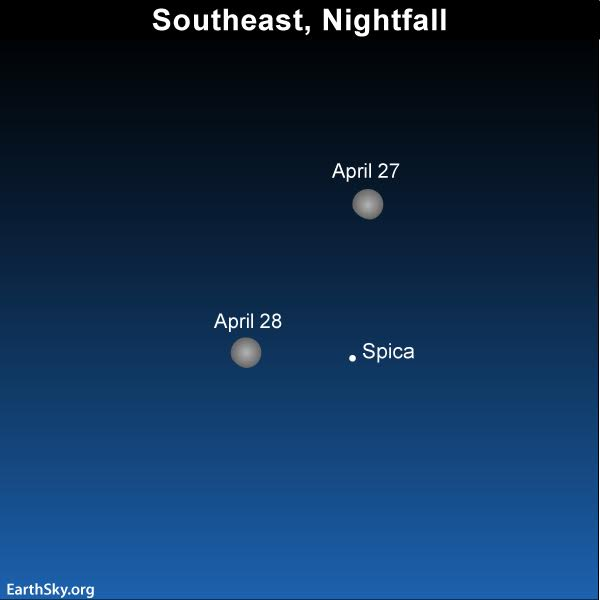 Southeast, Nightfall
April 27
April 28
Spica
EarthSky.org